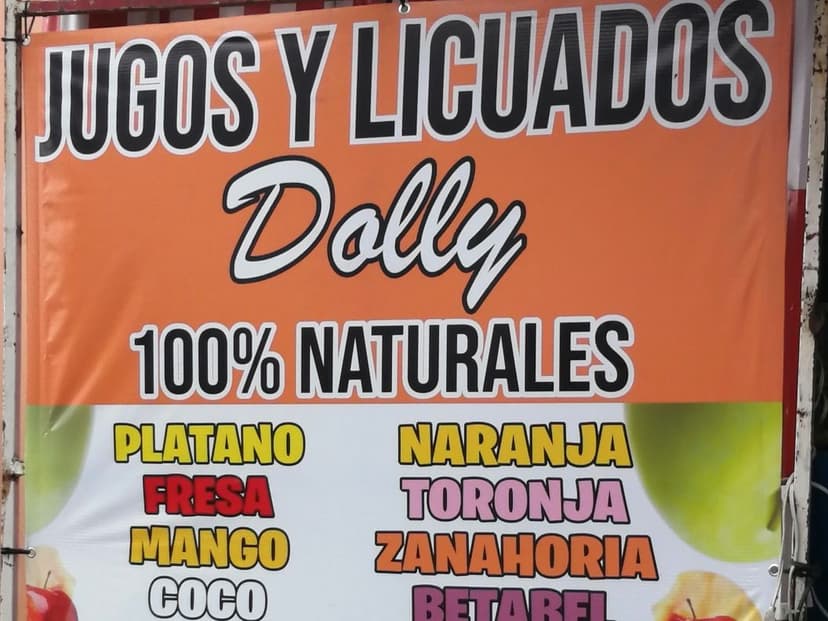 JUGOS Y LICUADOS
Dolly
100% NATURALES
PLATANO
FRESA
MANGO
COCO
NARANJA
TORONJA
ZANAHORIA
BETABEL